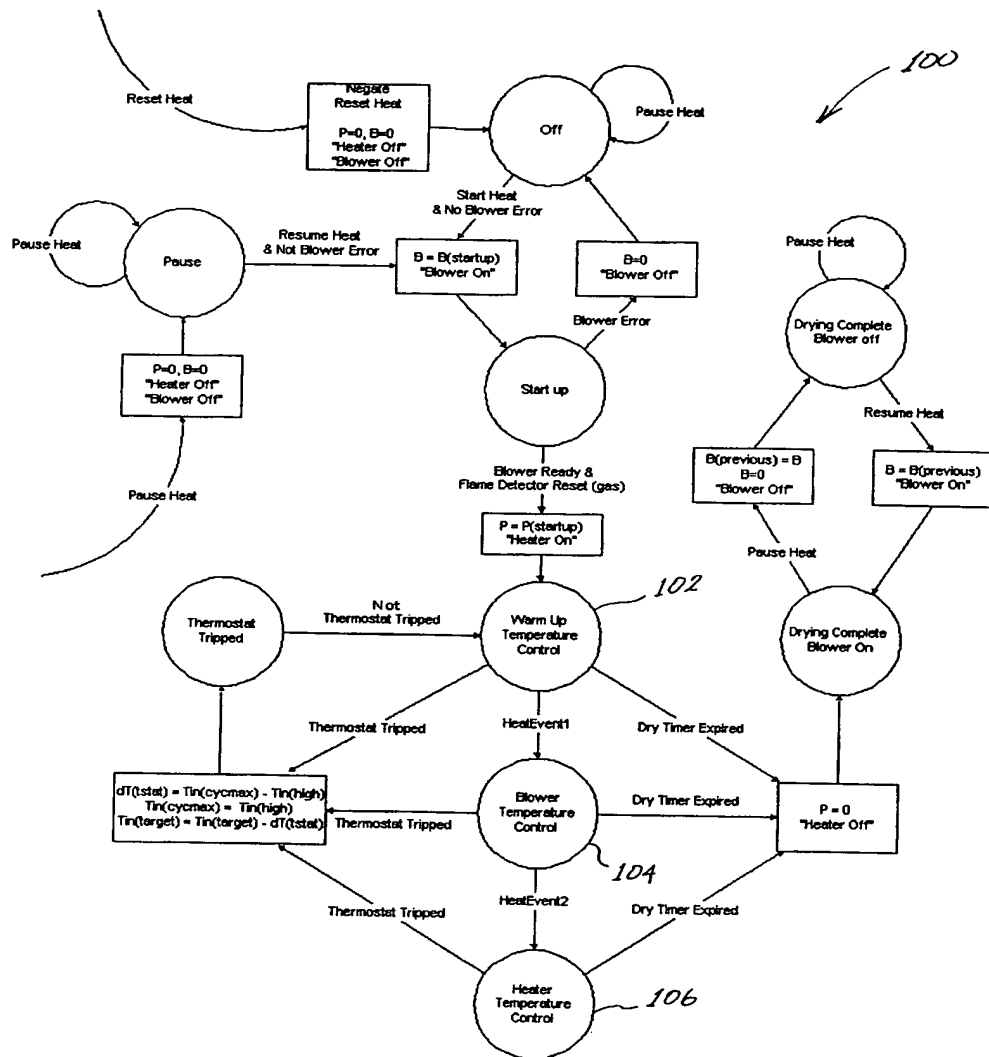 100
Reset Heat
Negate
Reset Heat
P=0, B=0
"Heater Off"
"Blower Off"
Off
Pause Heat
Start Heat
& No Blower Error
Pause Heat
Pause
Resume Heat
& Not Blower Error
B = B(startup)
"Blower On"
B=0
"Blower Off"
Blower Error
Pause Heat
Drying Complete
Blower off
P=0, B=0
"Heater Off"
"Blower Off"
Start up
Resume Heat
Pause Heat
Blower Ready &
Flame Detector Reset (gas)
B(previous) = B
B=0
"Blower Off"
B = B(previous)
"Blower On"
P = P(startup)
"Heater On"
Pause Heat
102
Thermostat
Tripped
Not
Thermostat Tripped
Warm Up
Temperature
Control
Drying Complete
Blower On
Thermostat Tripped
HeatEvent1
Dry Timer Expired
dT(tstat) = Tin(cycmax) - Tin(high)
Tin(cycmax) = Tin(high)
Tin(target) = Tin(target) - dT(tstat)
Thermostat Tripped
Blower
Temperature
Control
Dry Timer Expired
P = 0
"Heater Off"
104
Thermostat Tripped
HeatEvent2
Dry Timer Expired
Heater
Temperature
Control
106